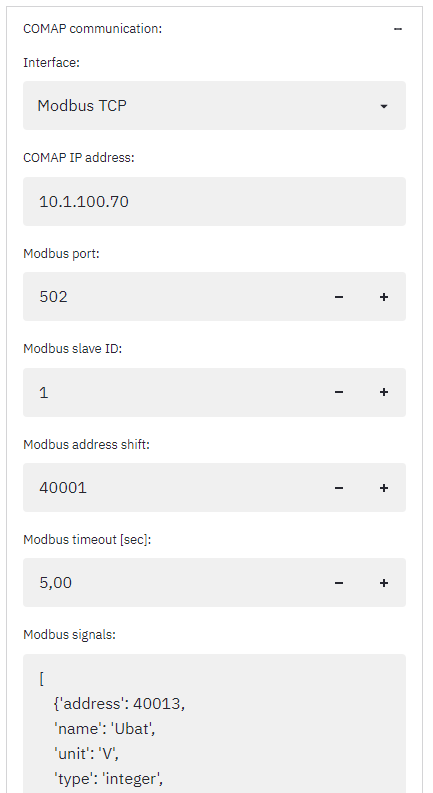 COMAP communication:
Interface:
Modbus TCP
COMAP IP address:
10.1.100.70
Modbus port:
502
Modbus slave ID:
1
Modbus address shift:
40001
Modbus timeout [sec]:
5,00
Modbus signals:
[
{'address': 40013,
'name': 'Ubat',
'unit': 'V',
'type': 'integer',